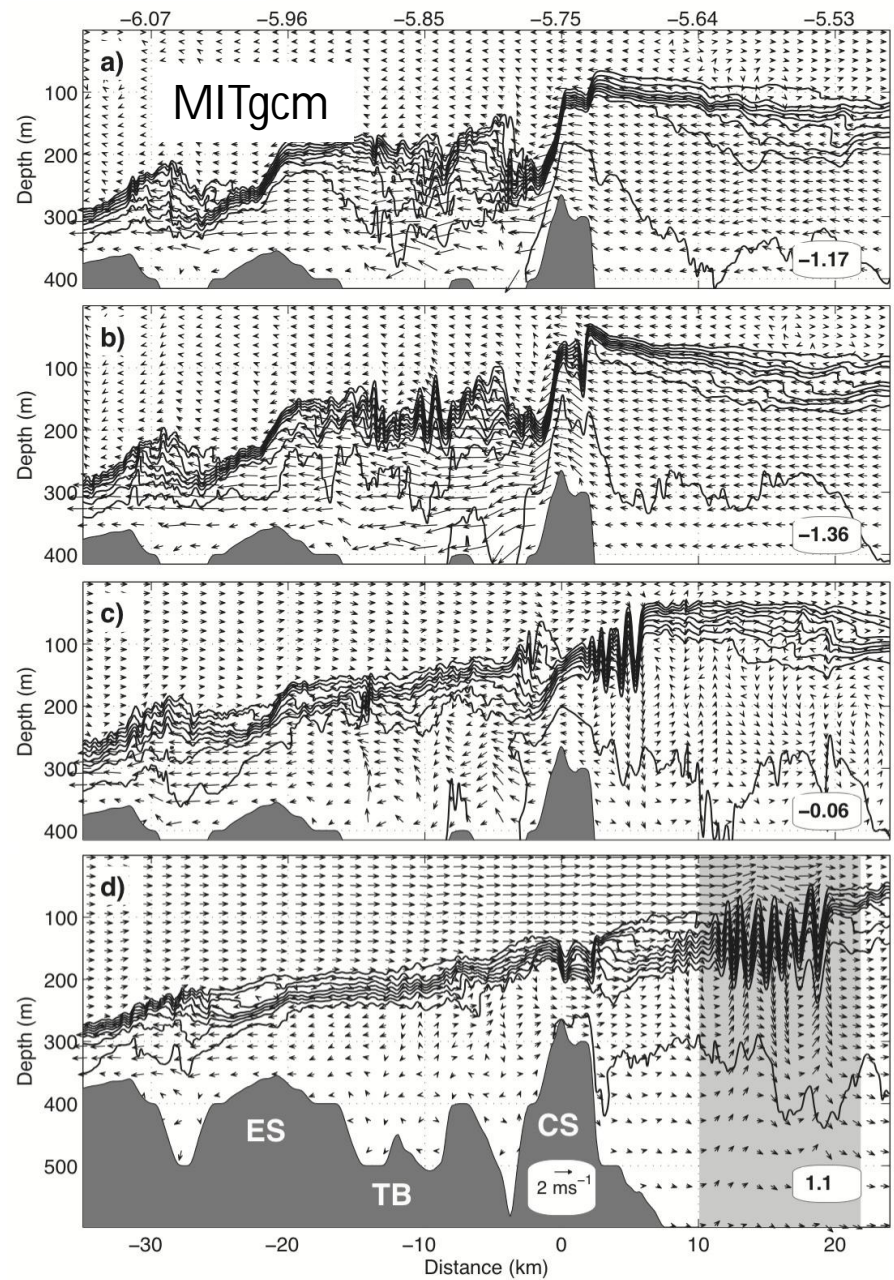 −6.07 −5.96 −5.85 −5.75 −5.64 −5.53
a)
MITgcm
Depth (m)
100
200
300
400
−1.17
b)
Depth (m)
100
200
300
400
−1.36
c)
Depth (m)
100
200
300
400
−0.06
d)
Depth (m)
100
200
300
400
500
ES
TB
CS
2 ms−1
1.1
−30 −20 −10 0 10 20
Distance (km)